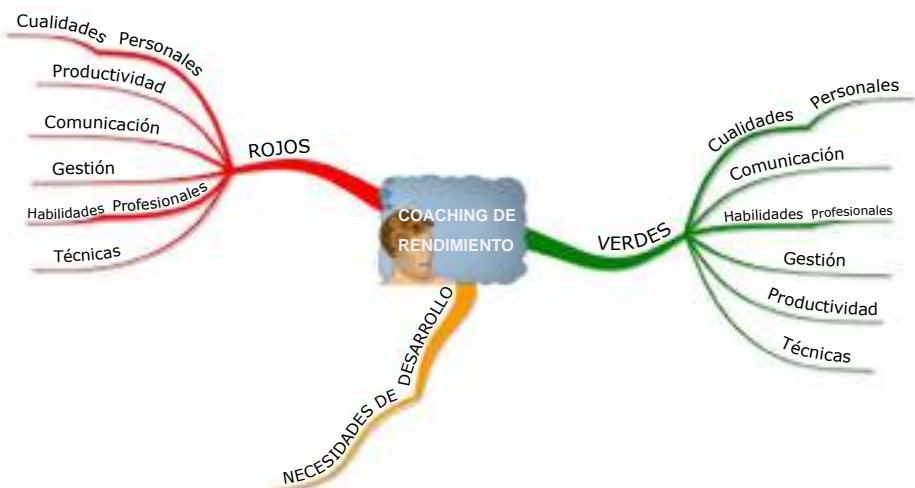 COACHING DE
RENDIMIENTO
ROJOS
Cualidades Personales
Productividad
Comunicación
Gestión
Habilidades Profesionales
Técnicas
VERDES
Cualidades Personales
Comunicación
Habilidades Profesionales
Gestión
Productividad
Técnicas
NECESIDADES DE DESARROLLO